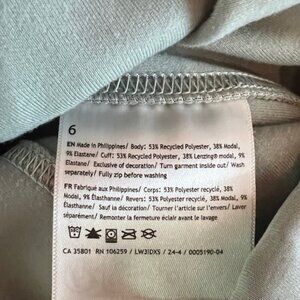 6
EN Made in Philippines/ Body: 53% Recycled Polyester, 38% Modal,
9% Elastane/ Cuff: 53% Recycled Polyester, 38% Lenzing® modal, 9%
Elastane/ Exclusive of decoration/ Turn garment inside out/ Wash
separately/ Fully zip before washing
FR Fabriqué aux Philippines/ Corps: 53% Polyester recyclé, 38%
Modal, 9% Élasthanne/ Revers: 53% Polyester recyclé, 38% Modal, 9%
Élasthanne/ Sauf la décoration/ Tourner l'article à l'envers/ Laver
séparément/ Remonter la fermeture éclair avant le lavage
CA 35801 RN 106259 / LW3IDXS / 24-4 / 0005190-04